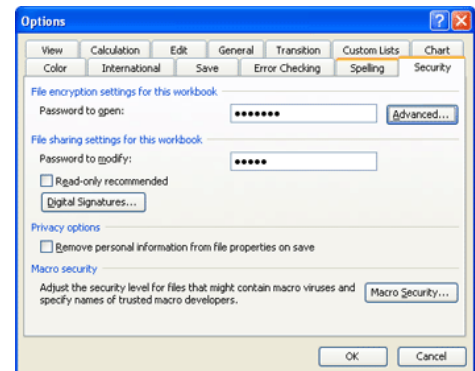 Options
View Calculation Edit General Transition Custom Lists Chart
Color International Save Error Checking Spelling Security
File encryption settings for this workbook
Password to open: ••••••• Advanced...
File sharing settings for this workbook
Password to modify: •••••
Read-only recommended
Digital Signatures...
Privacy options
Remove personal information from file properties on save
Macro security
Adjust the security level for files that might contain macro viruses and
specify names of trusted macro developers.
Macro Security...
OK Cancel